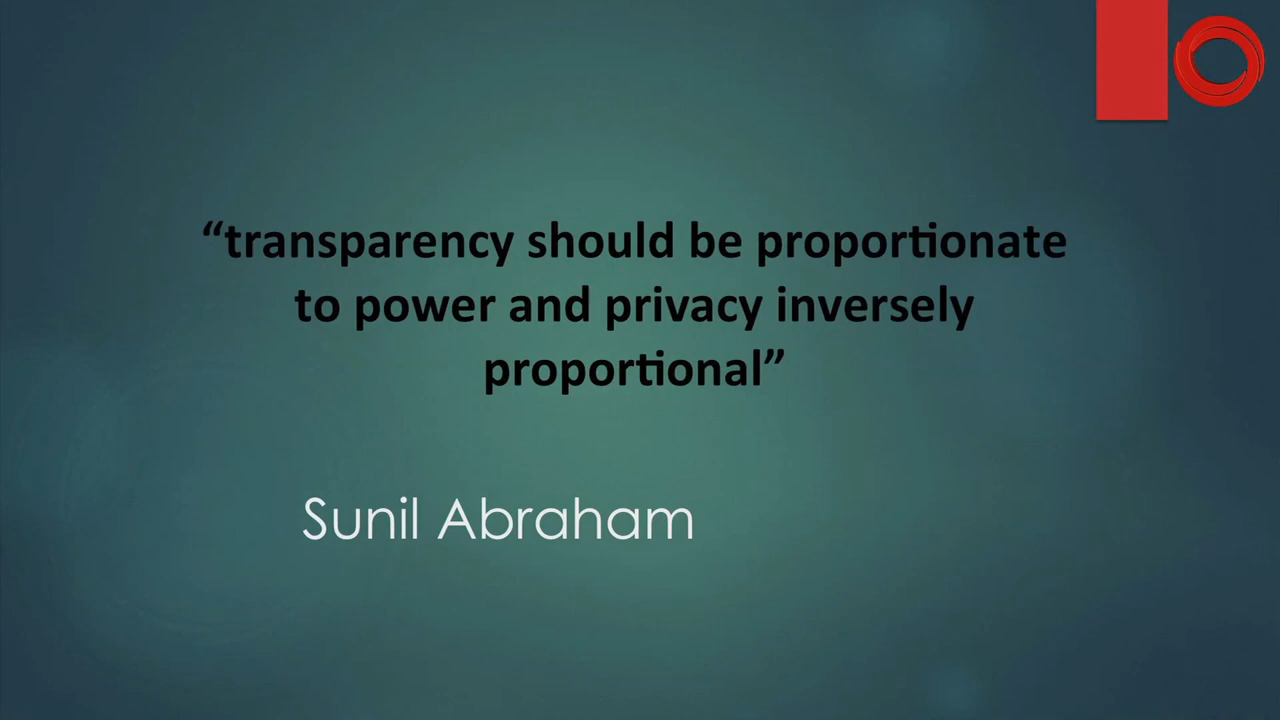 “transparency should be proportionate
to power and privacy inversely
proportional”
Sunil Abraham